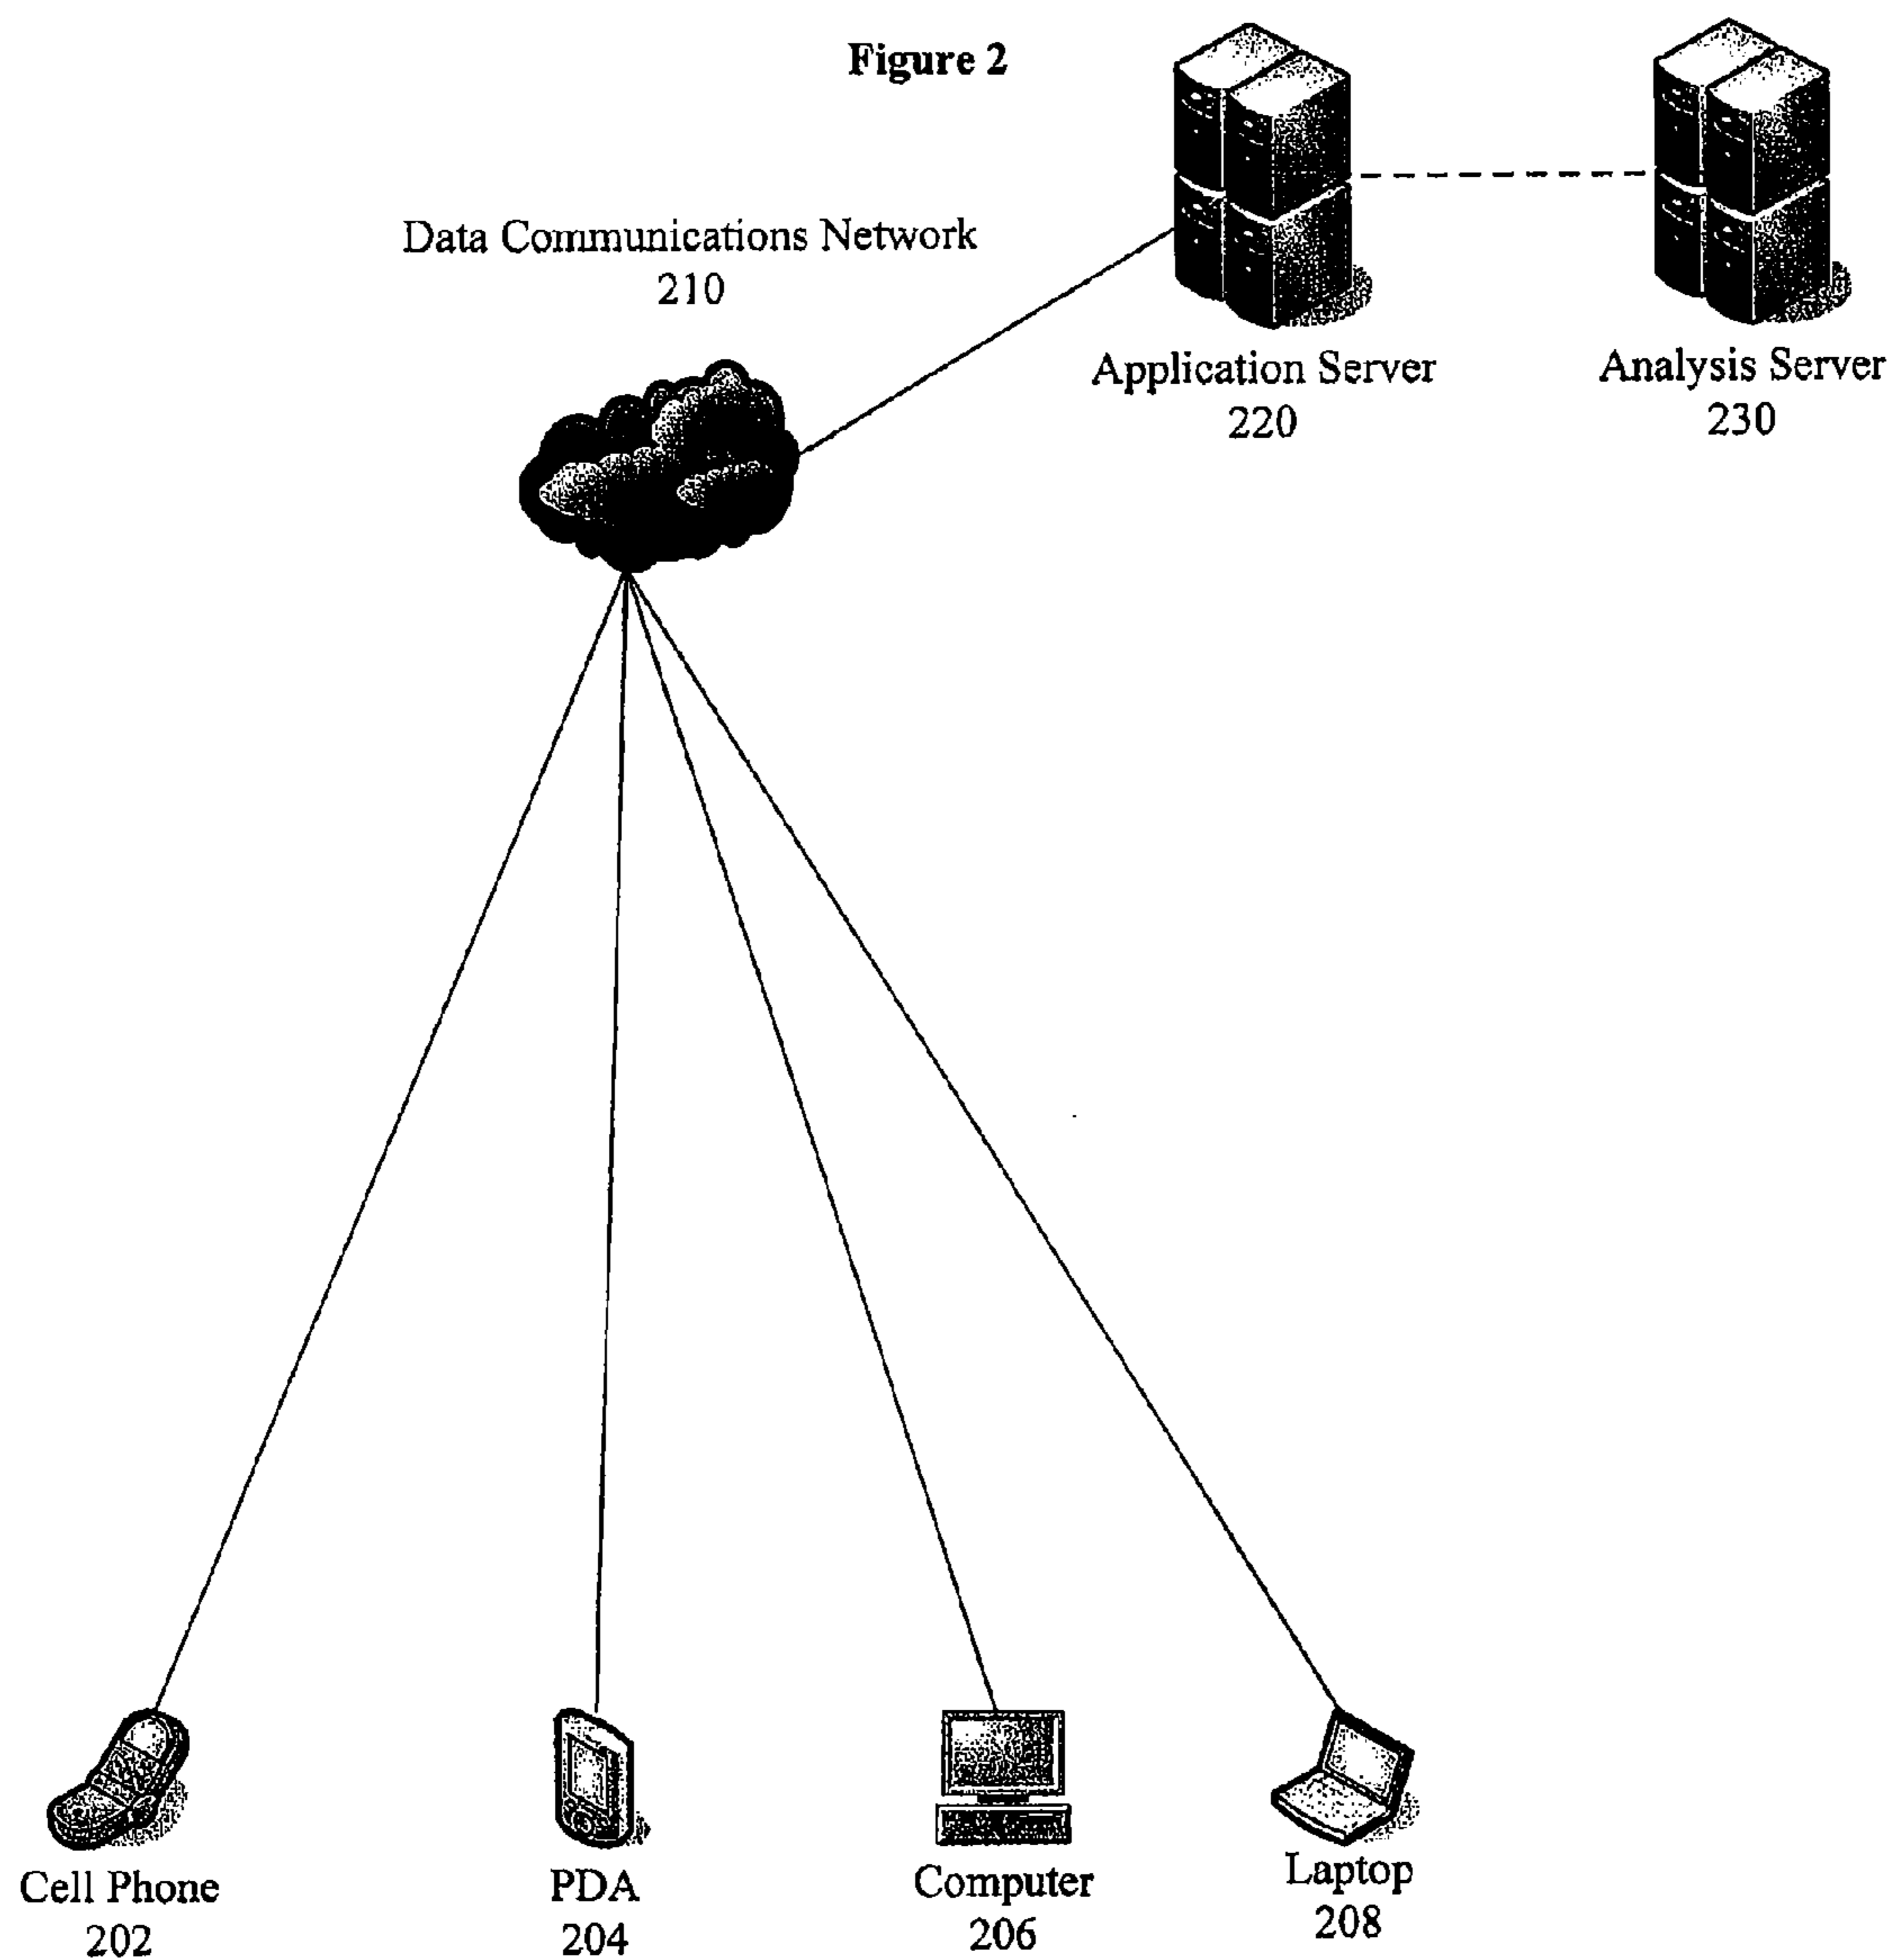 Figure 2
Data Communications Network
210
Application Server
220
Analysis Server
230
Cell Phone
202
PDA
204
Computer
206
Laptop
208